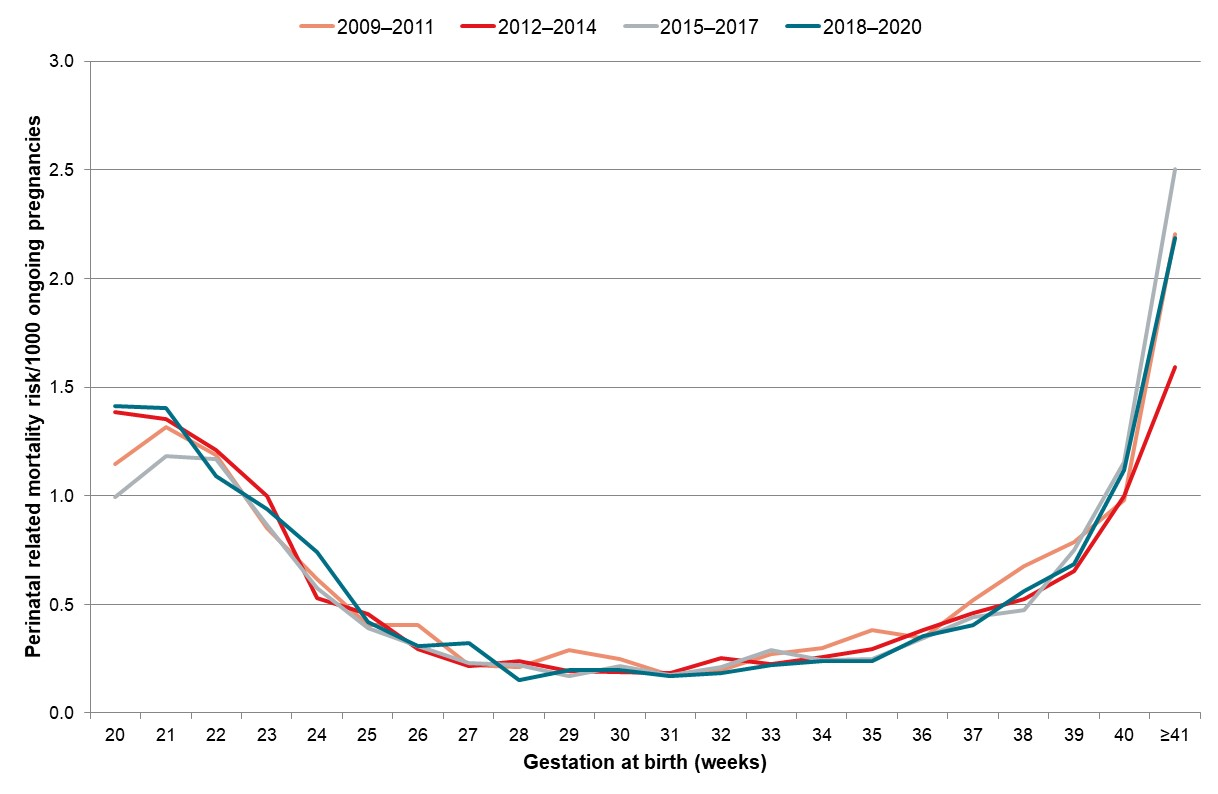 2009–2011 2012–2014 2015–2017 2018–2020
Perinatal related mortality risk/1000 ongoing pregnancies
3.0
2.5
2.0
1.5
1.0
0.5
0.0
20 21 22 23 24 25 26 27 28 29 30 31 32 33 34 35 36 37 38 39 40 ≥41
Gestation at birth (weeks)